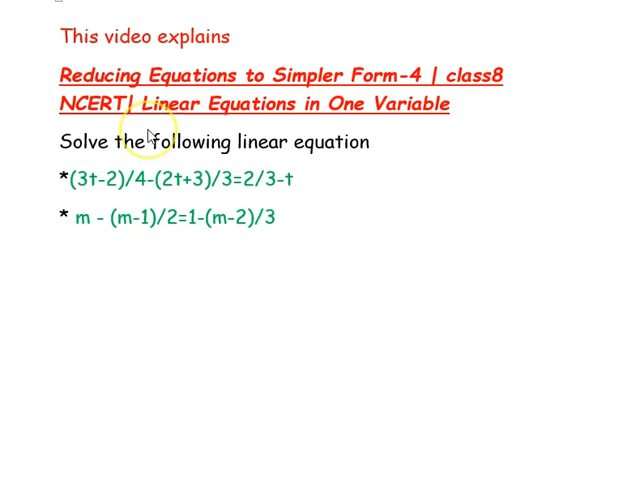 This video explains
Reducing Equations to Simpler Form-4 | class8
NCERT| Linear Equations in One Variable
Solve the following linear equation
*(3t-2)/4-(2t+3)/3=2/3-t
* m - (m-1)/2=1-(m-2)/3